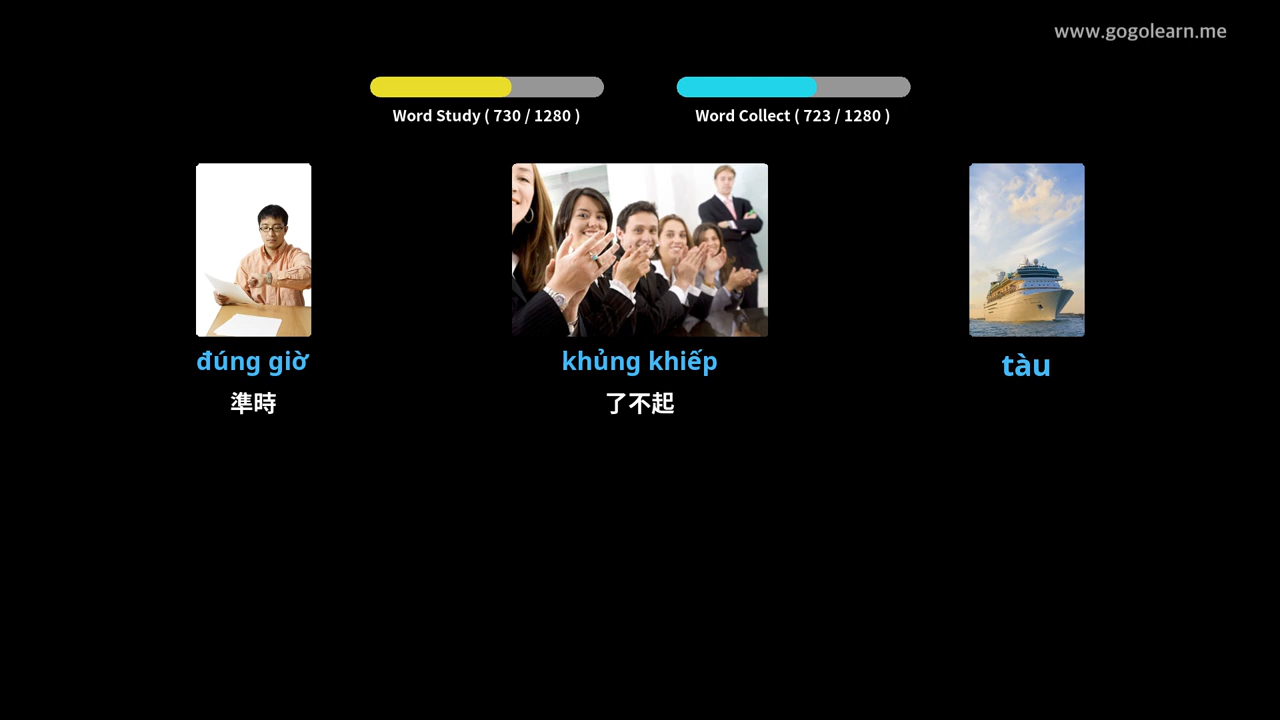 www.gogolearn.me
Word Study ( 730 / 1280 )
Word Collect ( 723 / 1280 )
đúng giờ
khủng khiếp
tàu
準時
了不起